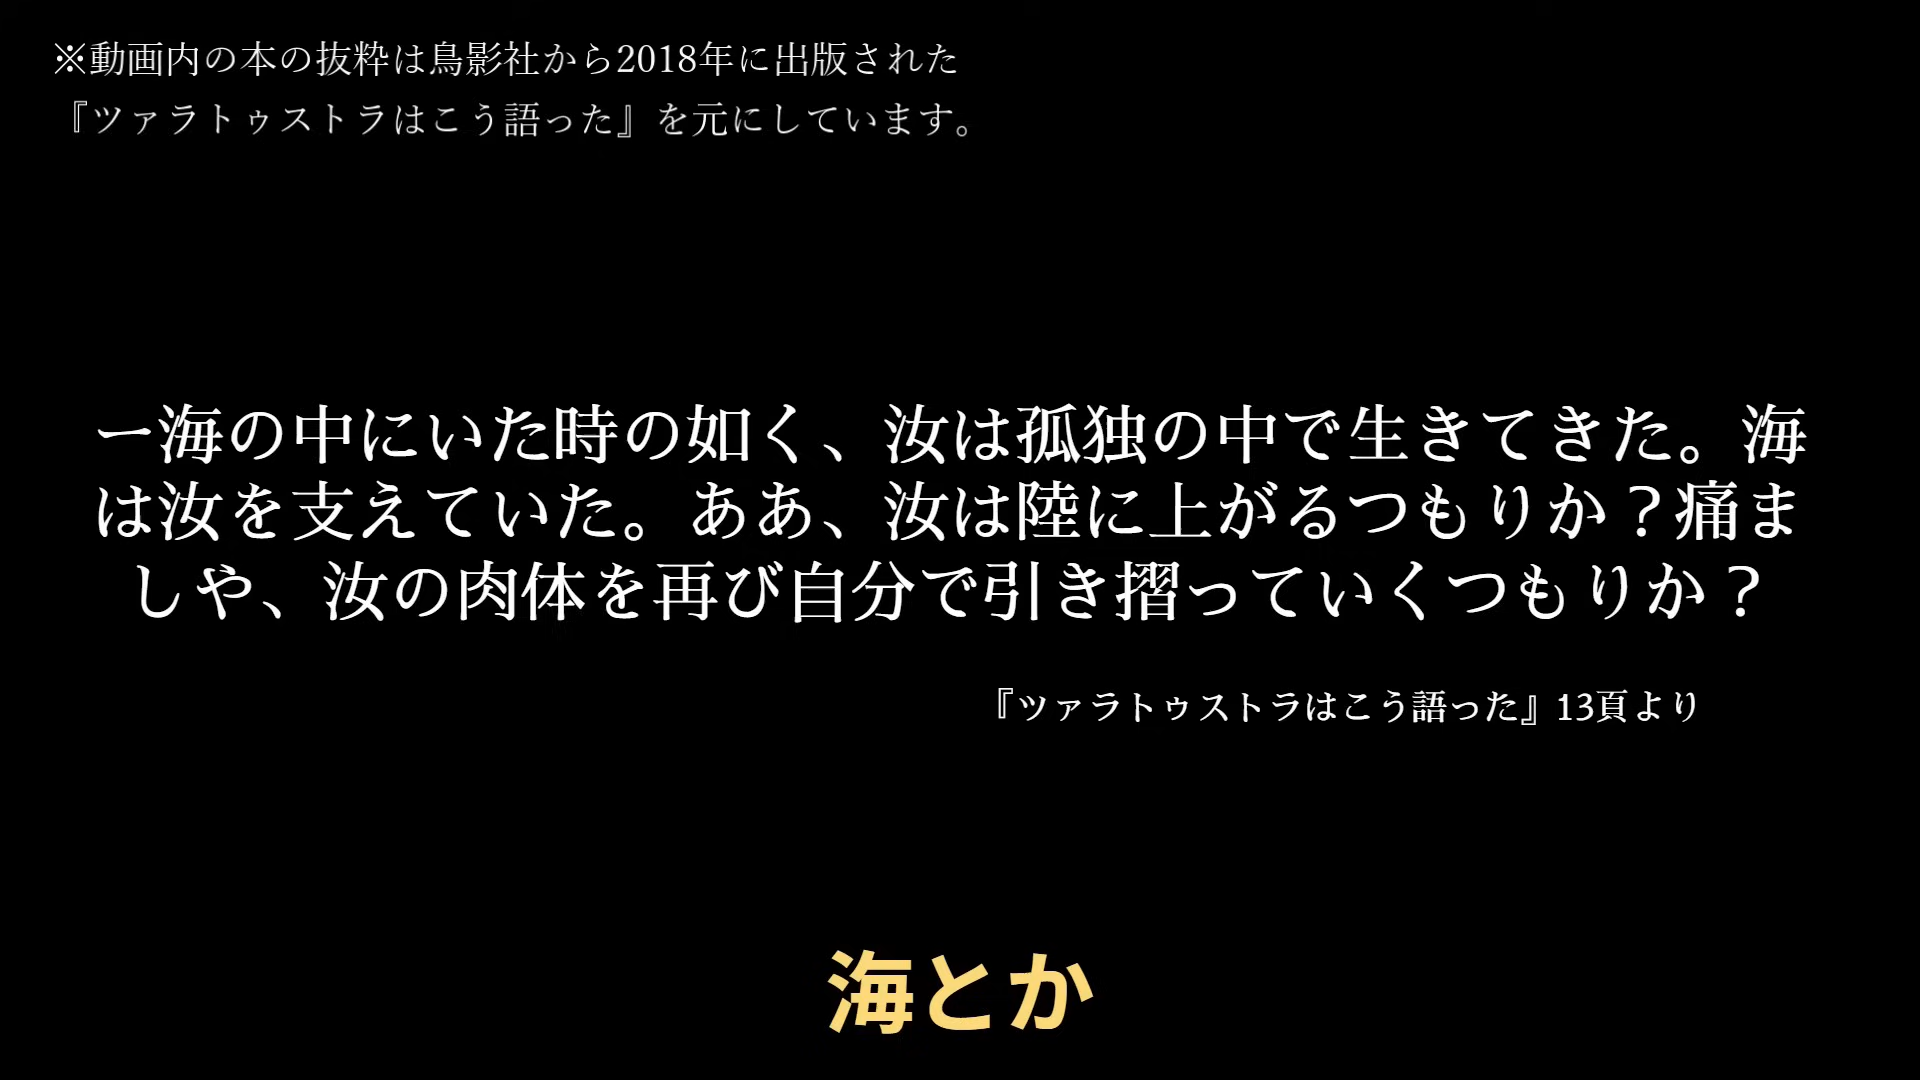 ※動画内の本の抜粋は鳥影社から2018年に出版された
『ツァラトゥストラはこう語った』を元にしています。
ー海の中にいた時の如く、汝は孤独の中で生きてきた。海
は汝を支えていた。ああ、汝は陸に上がるつもりか？痛ま
しや、汝の肉体を再び自分で引き摺っていくつもりか？
『ツァラトゥストラはこう語った』13頁より
海とか